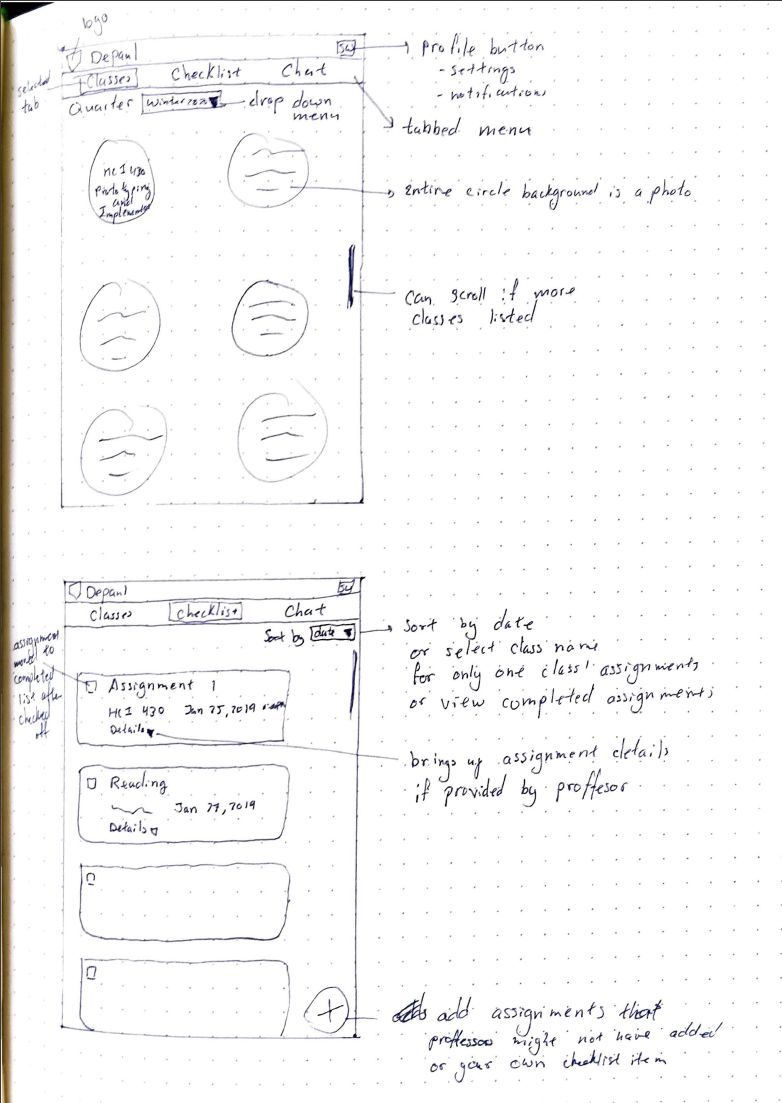 logo
Depaul
SW
Profile button
- settings
- notifications
selected
tab
Classes
Checklist
Chat
tabbed menu
Quarter
Winter 2020
drop down
menu
HCI 430
Prototyping
and
Implementation
Entire circle background is a photo
Can scroll if more
classes listed
Depaul
SW
Classes
Checklist
Chat
Sort by
date
Sort by date
or select class name
for only one class' assignments
or view completed assignments
assignment
moved to
completed
list after
checked
off
Assignment 1
HCI 430 Jan 25, 2019
Details
brings up assignment details
if provided by proffesor
Reading
Jan 27, 2019
Details
+
add assignments that
proffessor might not have added
or your own checklist item